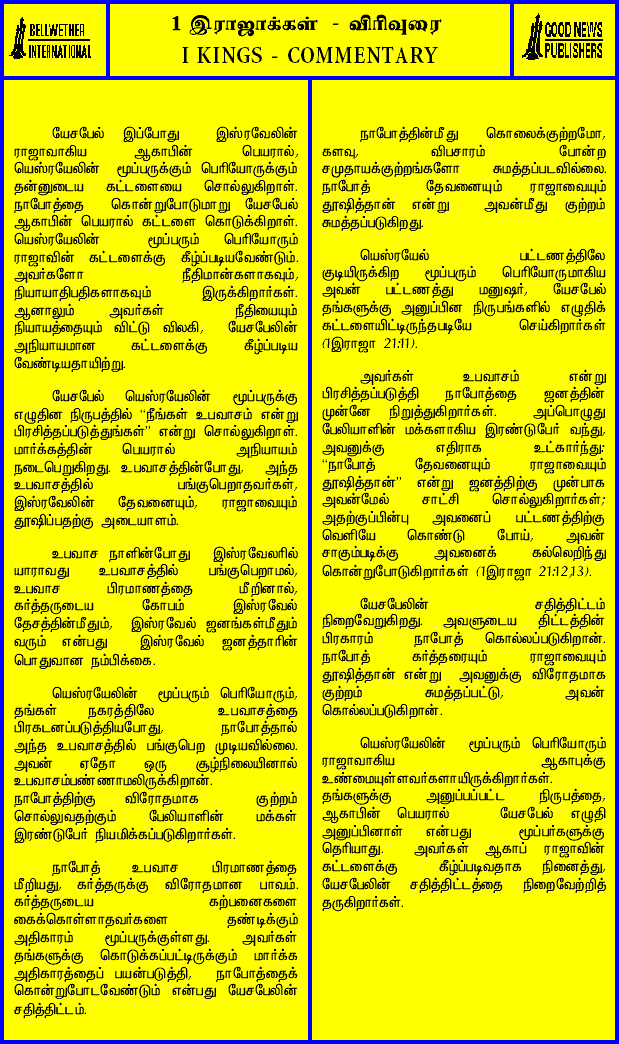 BELLWETHER
INTERNATIONAL
1 இராஜாக்கள் - விரிவுரை
I KINGS - COMMENTARY
GOOD NEWS
PUBLISHERS
யேசபேல் இப்போது இஸ்ரவேலின்
ராஜாவாகிய ஆகாபின் பெயரால்,
யெஸ்ரயேலின் மூப்பருக்கும் பெரியோருக்கும்
தன்னுடைய கட்டளையை சொல்லுகிறாள்.
நாபோத்தை கொன்றுபோடுமாறு யேசபேல்
ஆகாபின் பெயரால் கட்டளை கொடுக்கிறாள்.
யெஸ்ரயேலின் மூப்பரும் பெரியோரும்
ராஜாவின் கட்டளைக்கு கீழ்ப்படியவேண்டும்.
அவர்களோ நீதிமான்களாகவும்,
நியாயாதிபதிகளாகவும் இருக்கிறார்கள்.
ஆனாலும் அவர்கள் நீதியையும்
நியாயத்தையும் விட்டு விலகி, யேசபேலின்
அநியாயமான கட்டளைக்கு கீழ்ப்படிய
வேண்டியதாயிற்று.
யேசபேல் யெஸ்ரயேலின் மூப்பருக்கு
எழுதின நிருபத்தில் “நீங்கள் உபவாசம் என்று
பிரசித்தப்படுத்துங்கள்” என்று சொல்லுகிறாள்.
மார்க்கத்தின் பெயரால் அநியாயம்
நடைபெறுகிறது. உபவாசத்தின்போது, அந்த
உபவாசத்தில் பங்குபெறாதவர்கள்,
இஸ்ரவேலின் தேவனையும், ராஜாவையும்
தூஷிப்பதற்கு அடையாளம்.
உபவாச நாளின்போது இஸ்ரவேலரில்
யாராவது உபவாசத்தில் பங்குபெறாமல்,
உபவாச பிரமாணத்தை மீறினால்,
கர்த்தருடைய கோபம் இஸ்ரவேல்
தேசத்தின்மீதும், இஸ்ரவேல் ஜனங்கள்மீதும்
வரும் என்பது இஸ்ரவேல் ஜனத்தாரின்
பொதுவான நம்பிக்கை.
யெஸ்ரயேலின் மூப்பரும் பெரியோரும்,
தங்கள் நகரத்திலே உபவாசத்தை
பிரகடனப்படுத்தியபோது, நாபோத்தால்
அந்த உபவாசத்தில் பங்குபெற முடியவில்லை.
அவன் ஏதோ ஒரு சூழ்நிலையினால்
உபவாசம்பண்ணாமலிருக்கிறான்.
நாபோத்திற்கு விரோதமாக குற்றம்
சொல்லுவதற்கும் பேலியாளின் மக்கள்
இரண்டுபேர் நியமிக்கப்படுகிறார்கள்.
நாபோத் உபவாச பிரமாணத்தை
மீறியது, கர்த்தருக்கு விரோதமான பாவம்.
கர்த்தருடைய கற்பனைகளை
கைக்கொள்ளாதவர்களை தண்டிக்கும்
அதிகாரம் மூப்பருக்குள்ளது. அவர்கள்
தங்களுக்கு கொடுக்கப்பட்டிருக்கும் மார்க்க
அதிகாரத்தைப் பயன்படுத்தி, நாபோத்தைக்
கொன்றுபோடவேண்டும் என்பது யேசபேலின்
சதித்திட்டம்.
நாபோத்தின்மீது கொலைக்குற்றமோ,
களவு, விபசாரம் போன்ற
சமுதாயக்குற்றங்களோ சுமத்தப்படவில்லை.
நாபோத் தேவனையும் ராஜாவையும்
தூஷித்தான் என்று அவன்மீது குற்றம்
சுமத்தப்படுகிறது.
யெஸ்ரயேல் பட்டணத்திலே
குடியிருக்கிற மூப்பரும் பெரியோருமாகிய
அவன் பட்டணத்து மனுஷர், யேசபேல்
தங்களுக்கு அனுப்பின நிருபங்களில் எழுதிக்
கட்டளையிட்டிருந்தபடியே செய்கிறார்கள்
(1இராஜா 21:11).
அவர்கள் உபவாசம் என்று
பிரசித்தப்படுத்தி நாபோத்தை ஜனத்தின்
முன்னே நிறுத்துகிறார்கள். அப்பொழுது
பேலியாளின் மக்களாகிய இரண்டுபேர் வந்து,
அவனுக்கு எதிராக உட்கார்ந்து:
“நாபோத் தேவனையும் ராஜாவையும்
தூஷித்தான்” என்று ஜனத்திற்கு முன்பாக
அவன்மேல் சாட்சி சொல்லுகிறார்கள்;
அதற்குப்பின்பு அவனைப் பட்டணத்திற்கு
வெளியே கொண்டு போய், அவன்
சாகும்படிக்கு அவனைக் கல்லெறிந்து
கொன்றுபோடுகிறார்கள் (1இராஜா 21:12,13).
யேசபேலின் சதித்திட்டம்
நிறைவேறுகிறது. அவளுடைய திட்டத்தின்
பிரகாரம் நாபோத் கொல்லப்படுகிறான்.
நாபோத் கர்த்தரையும் ராஜாவையும்
தூஷித்தான் என்று அவனுக்கு விரோதமாக
குற்றம் சுமத்தப்பட்டு, அவன்
கொல்லப்படுகிறான்.
யெஸ்ரயேலின் மூப்பரும் பெரியோரும்
ராஜாவாகிய ஆகாபுக்கு
உண்மையுள்ளவர்களாயிருக்கிறார்கள்.
தங்களுக்கு அனுப்பப்பட்ட நிருபத்தை,
ஆகாபின் பெயரால் யேசபேல் எழுதி
அனுப்பினாள் என்பது மூப்பர்களுக்கு
தெரியாது. அவர்கள் ஆகாப் ராஜாவின்
கட்டளைக்கு கீழ்ப்படிவதாக நினைத்து,
யேசபேலின் சதித்திட்டத்தை நிறைவேற்றித்
தருகிறார்கள்.